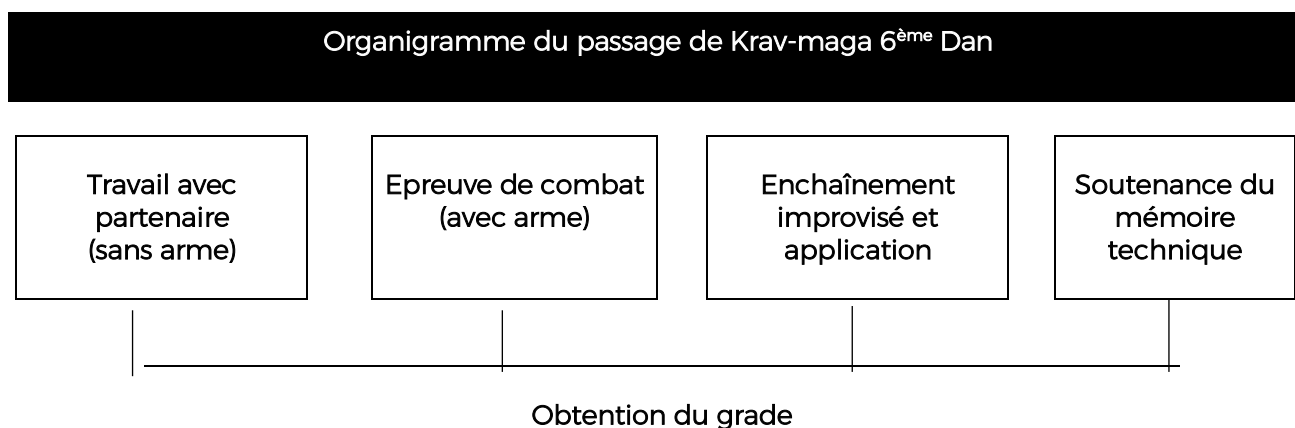 Organigramme du passage de Krav-maga 6ème Dan
Travail avec
partenaire
(sans arme)
Epreuve de combat
(avec arme)
Enchaînement
improvisé et
application
Soutenance du
mémoire
technique
Obtention du grade